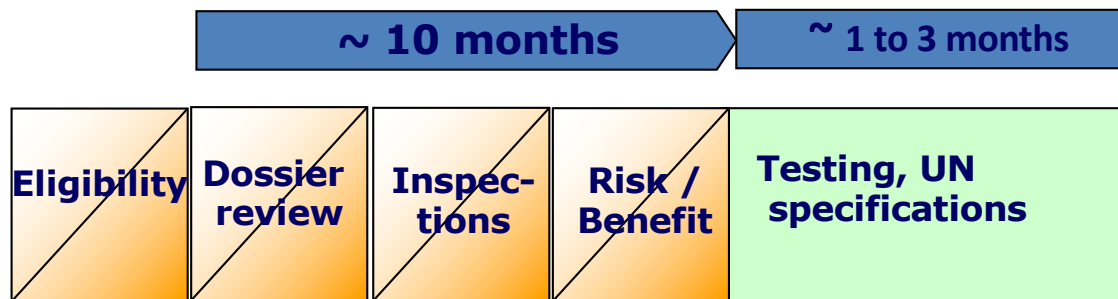 ~ 10 months
~ 1 to 3 months
Eligibility
Dossier
review
Inspec-
tions
Risk /
Benefit
Testing, UN
specifications